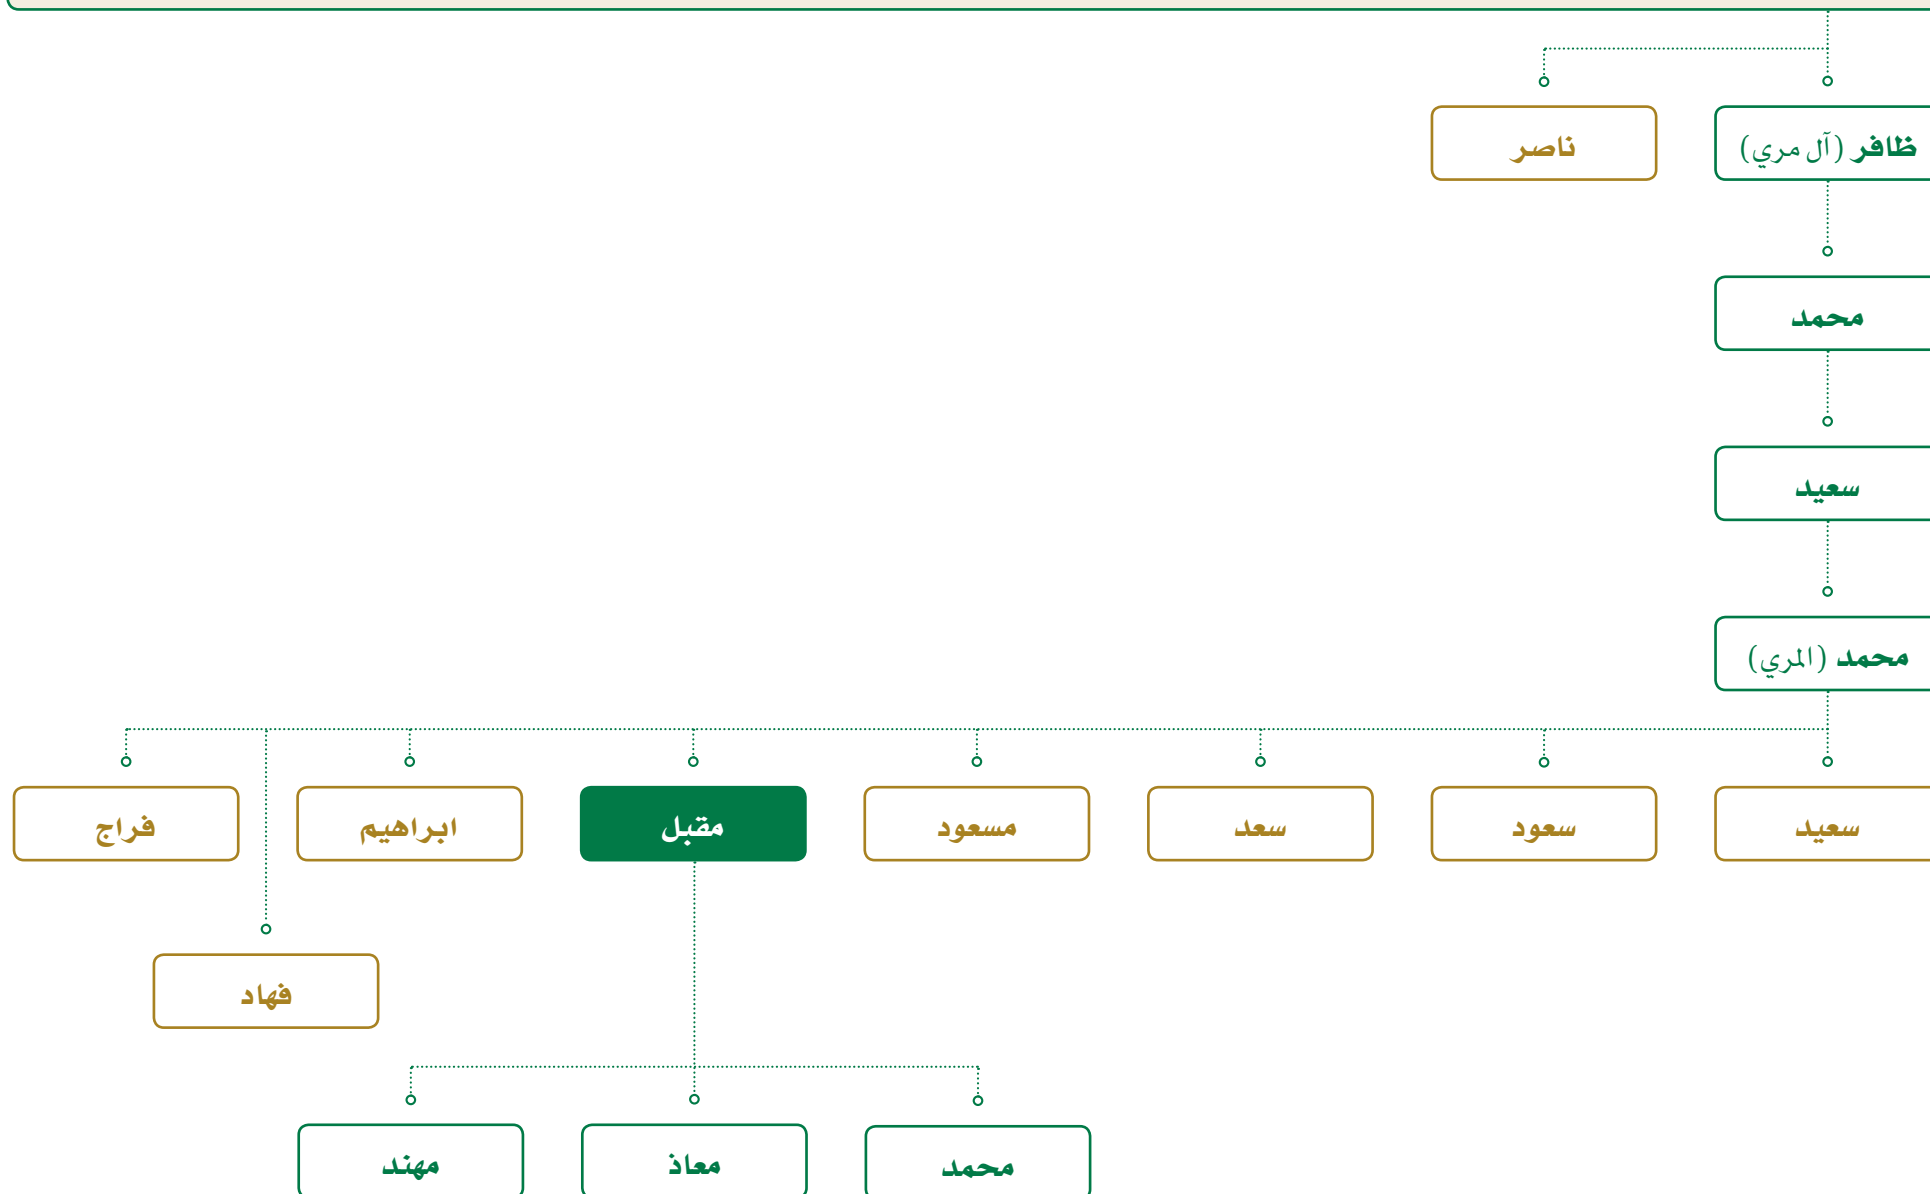 ظافر (آل مري)
ناصر
محمد
سعيد
محمد (المري)
سعيد
سعود
سعد
مسعود
مقبل
ابراهيم
فراج
فهاد
محمد
معاذ
مهند